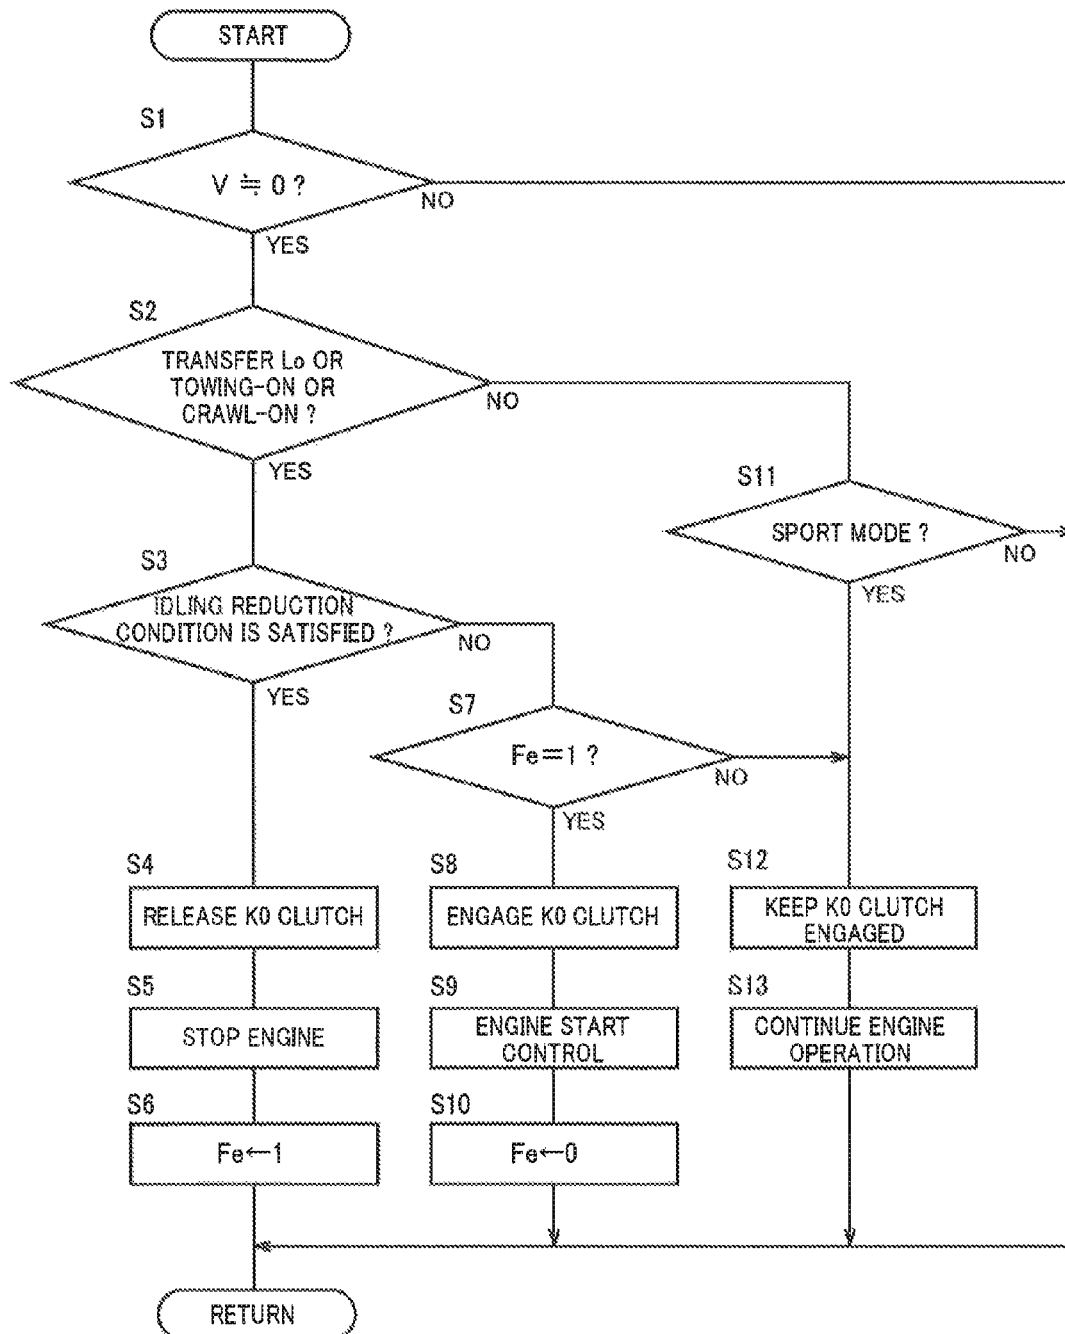 START
S1
V ≒ 0 ?
NO
YES
S2
TRANSFER Lo OR
TOWING-ON OR
CRAWL-ON ?
NO
YES
S11
SPORT MODE ?
NO
YES
S3
IDLING REDUCTION
CONDITION IS SATISFIED ?
NO
YES
S7
Fe=1 ?
NO
YES
S4
RELEASE K0 CLUTCH
S8
ENGAGE K0 CLUTCH
S12
KEEP K0 CLUTCH
ENGAGED
S5
STOP ENGINE
S9
ENGINE START
CONTROL
S13
CONTINUE ENGINE
OPERATION
S6
Fe←1
S10
Fe←0
RETURN